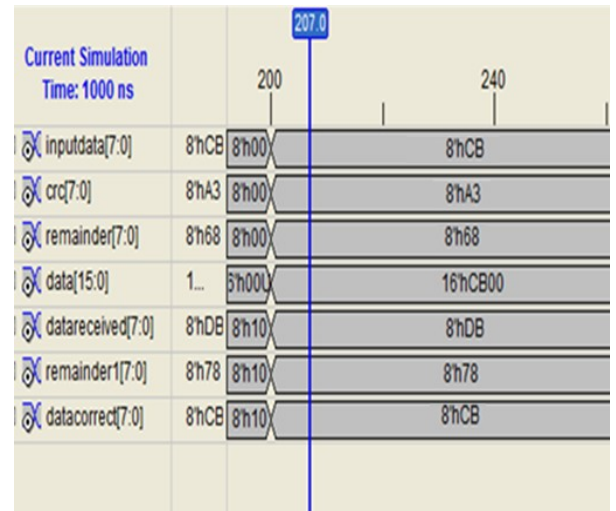 207.0
Current Simulation
Time: 1000 ns
200 240
inputdata[7:0] 8'hCB 8'h00 8'hCB
crc[7:0] 8'hA3 8'h00 8'hA3
remainder[7:0] 8'h68 8'h00 8'h68
data[15:0] 1... 16'hCB00
datareceived[7:0] 8'hDB 8'h10 8'hDB
remainder1[7:0] 8'h78 8'h10 8'h78
datacorrect[7:0] 8'hCB 8'h10 8'hCB